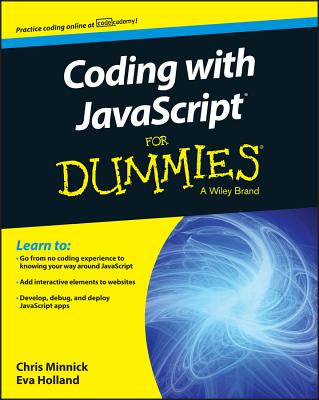 Practice coding online at codecademy!
Coding with
JavaScript®
FOR
DUMMIES®
A Wiley Brand
Learn to:
• Go from no coding experience to
knowing your way around JavaScript
• Add interactive elements to websites
• Develop, debug, and deploy
JavaScript apps
Chris Minnick
Eva Holland